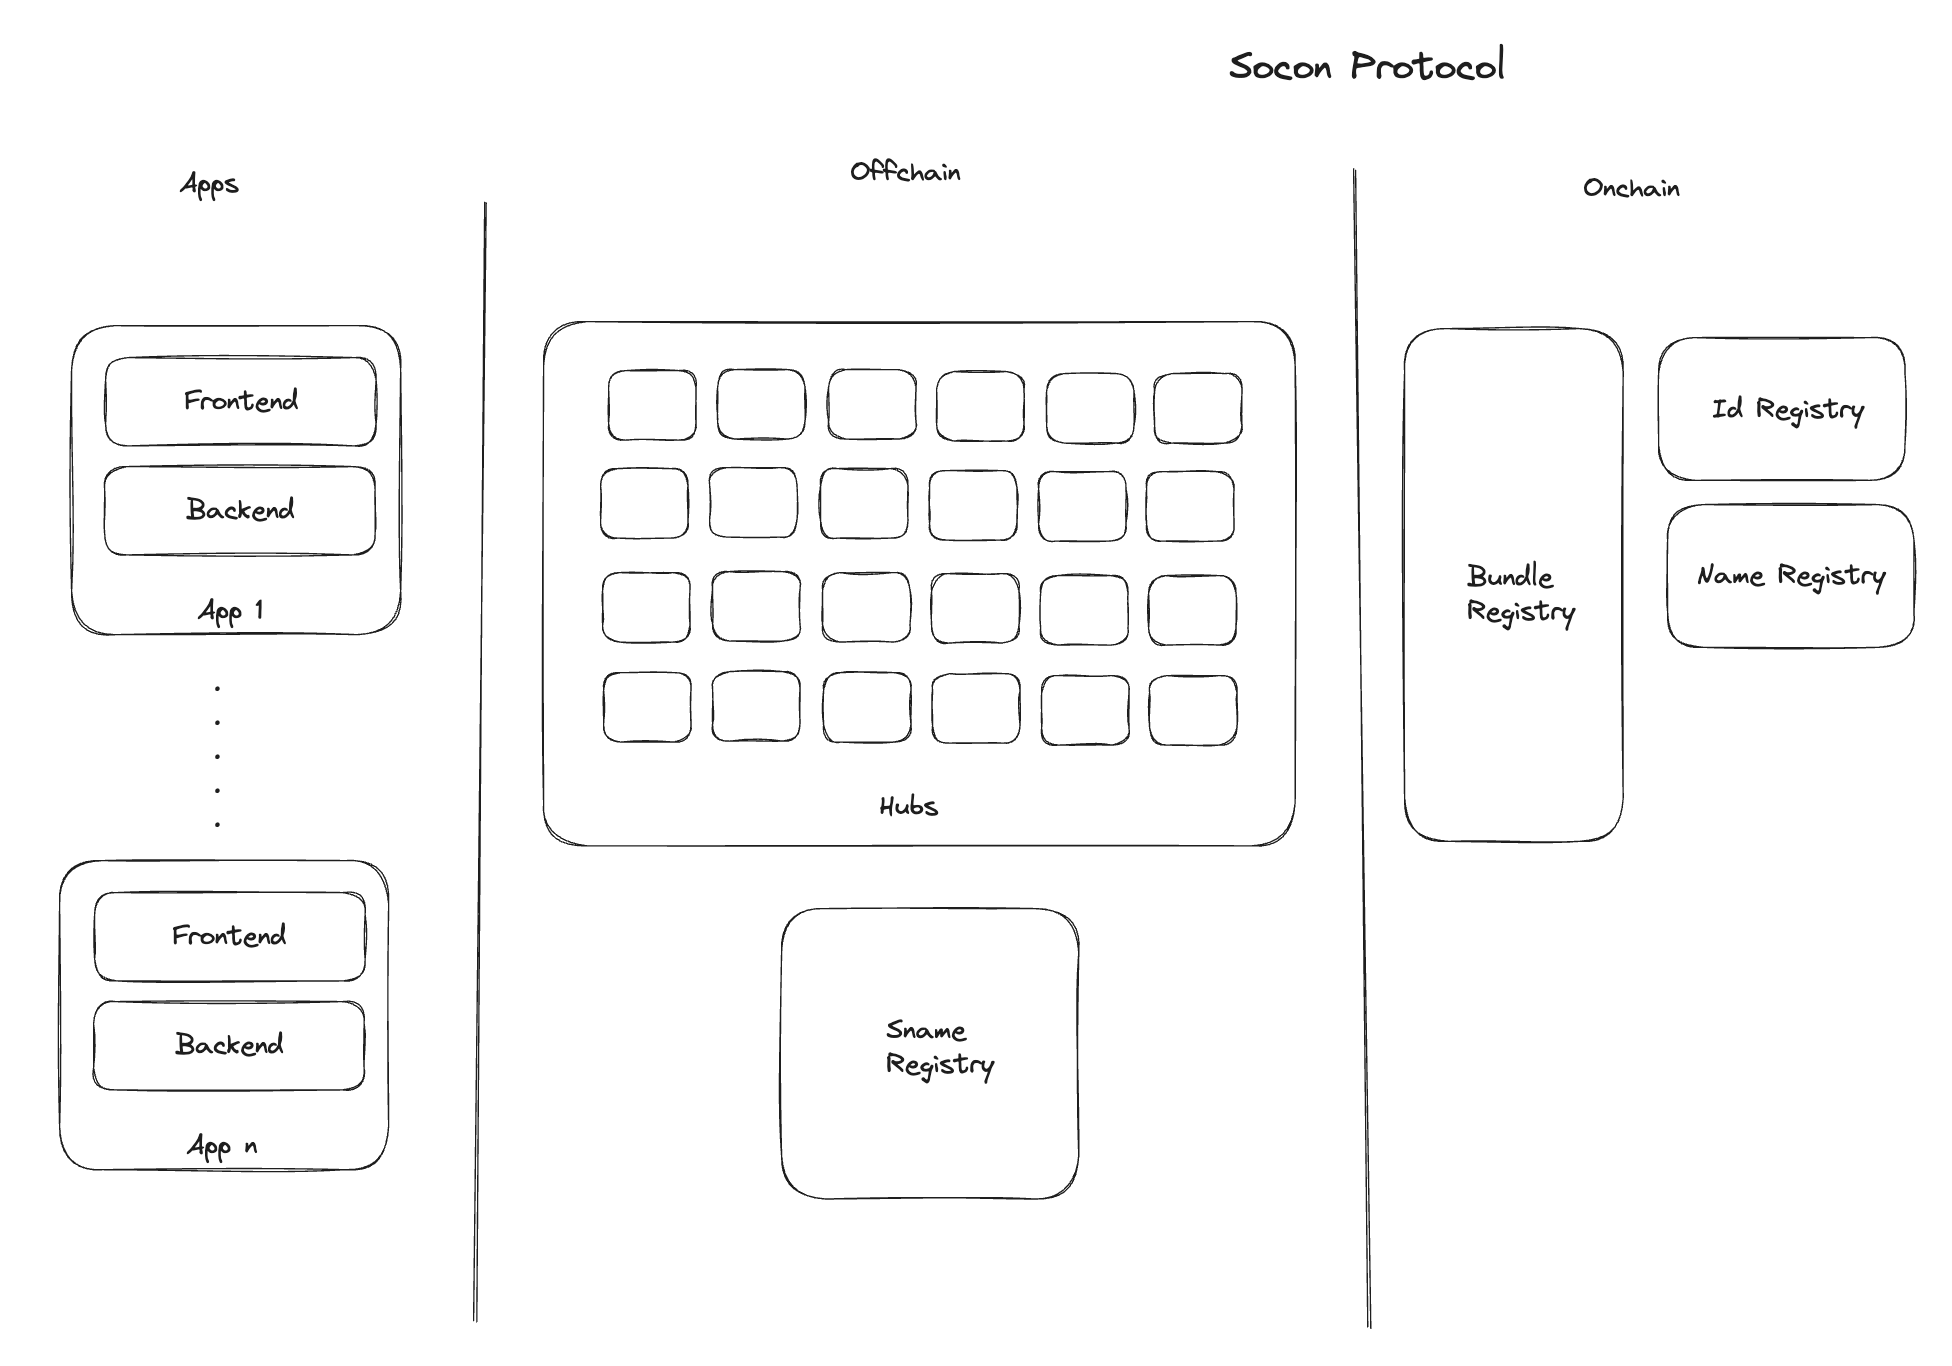 Socon Protocol
Apps
Offchain
Onchain
Frontend
Backend
App 1
Hubs
Bundle
Registry
Id Registry
Name Registry
Frontend
Backend
App n
Sname
Registry